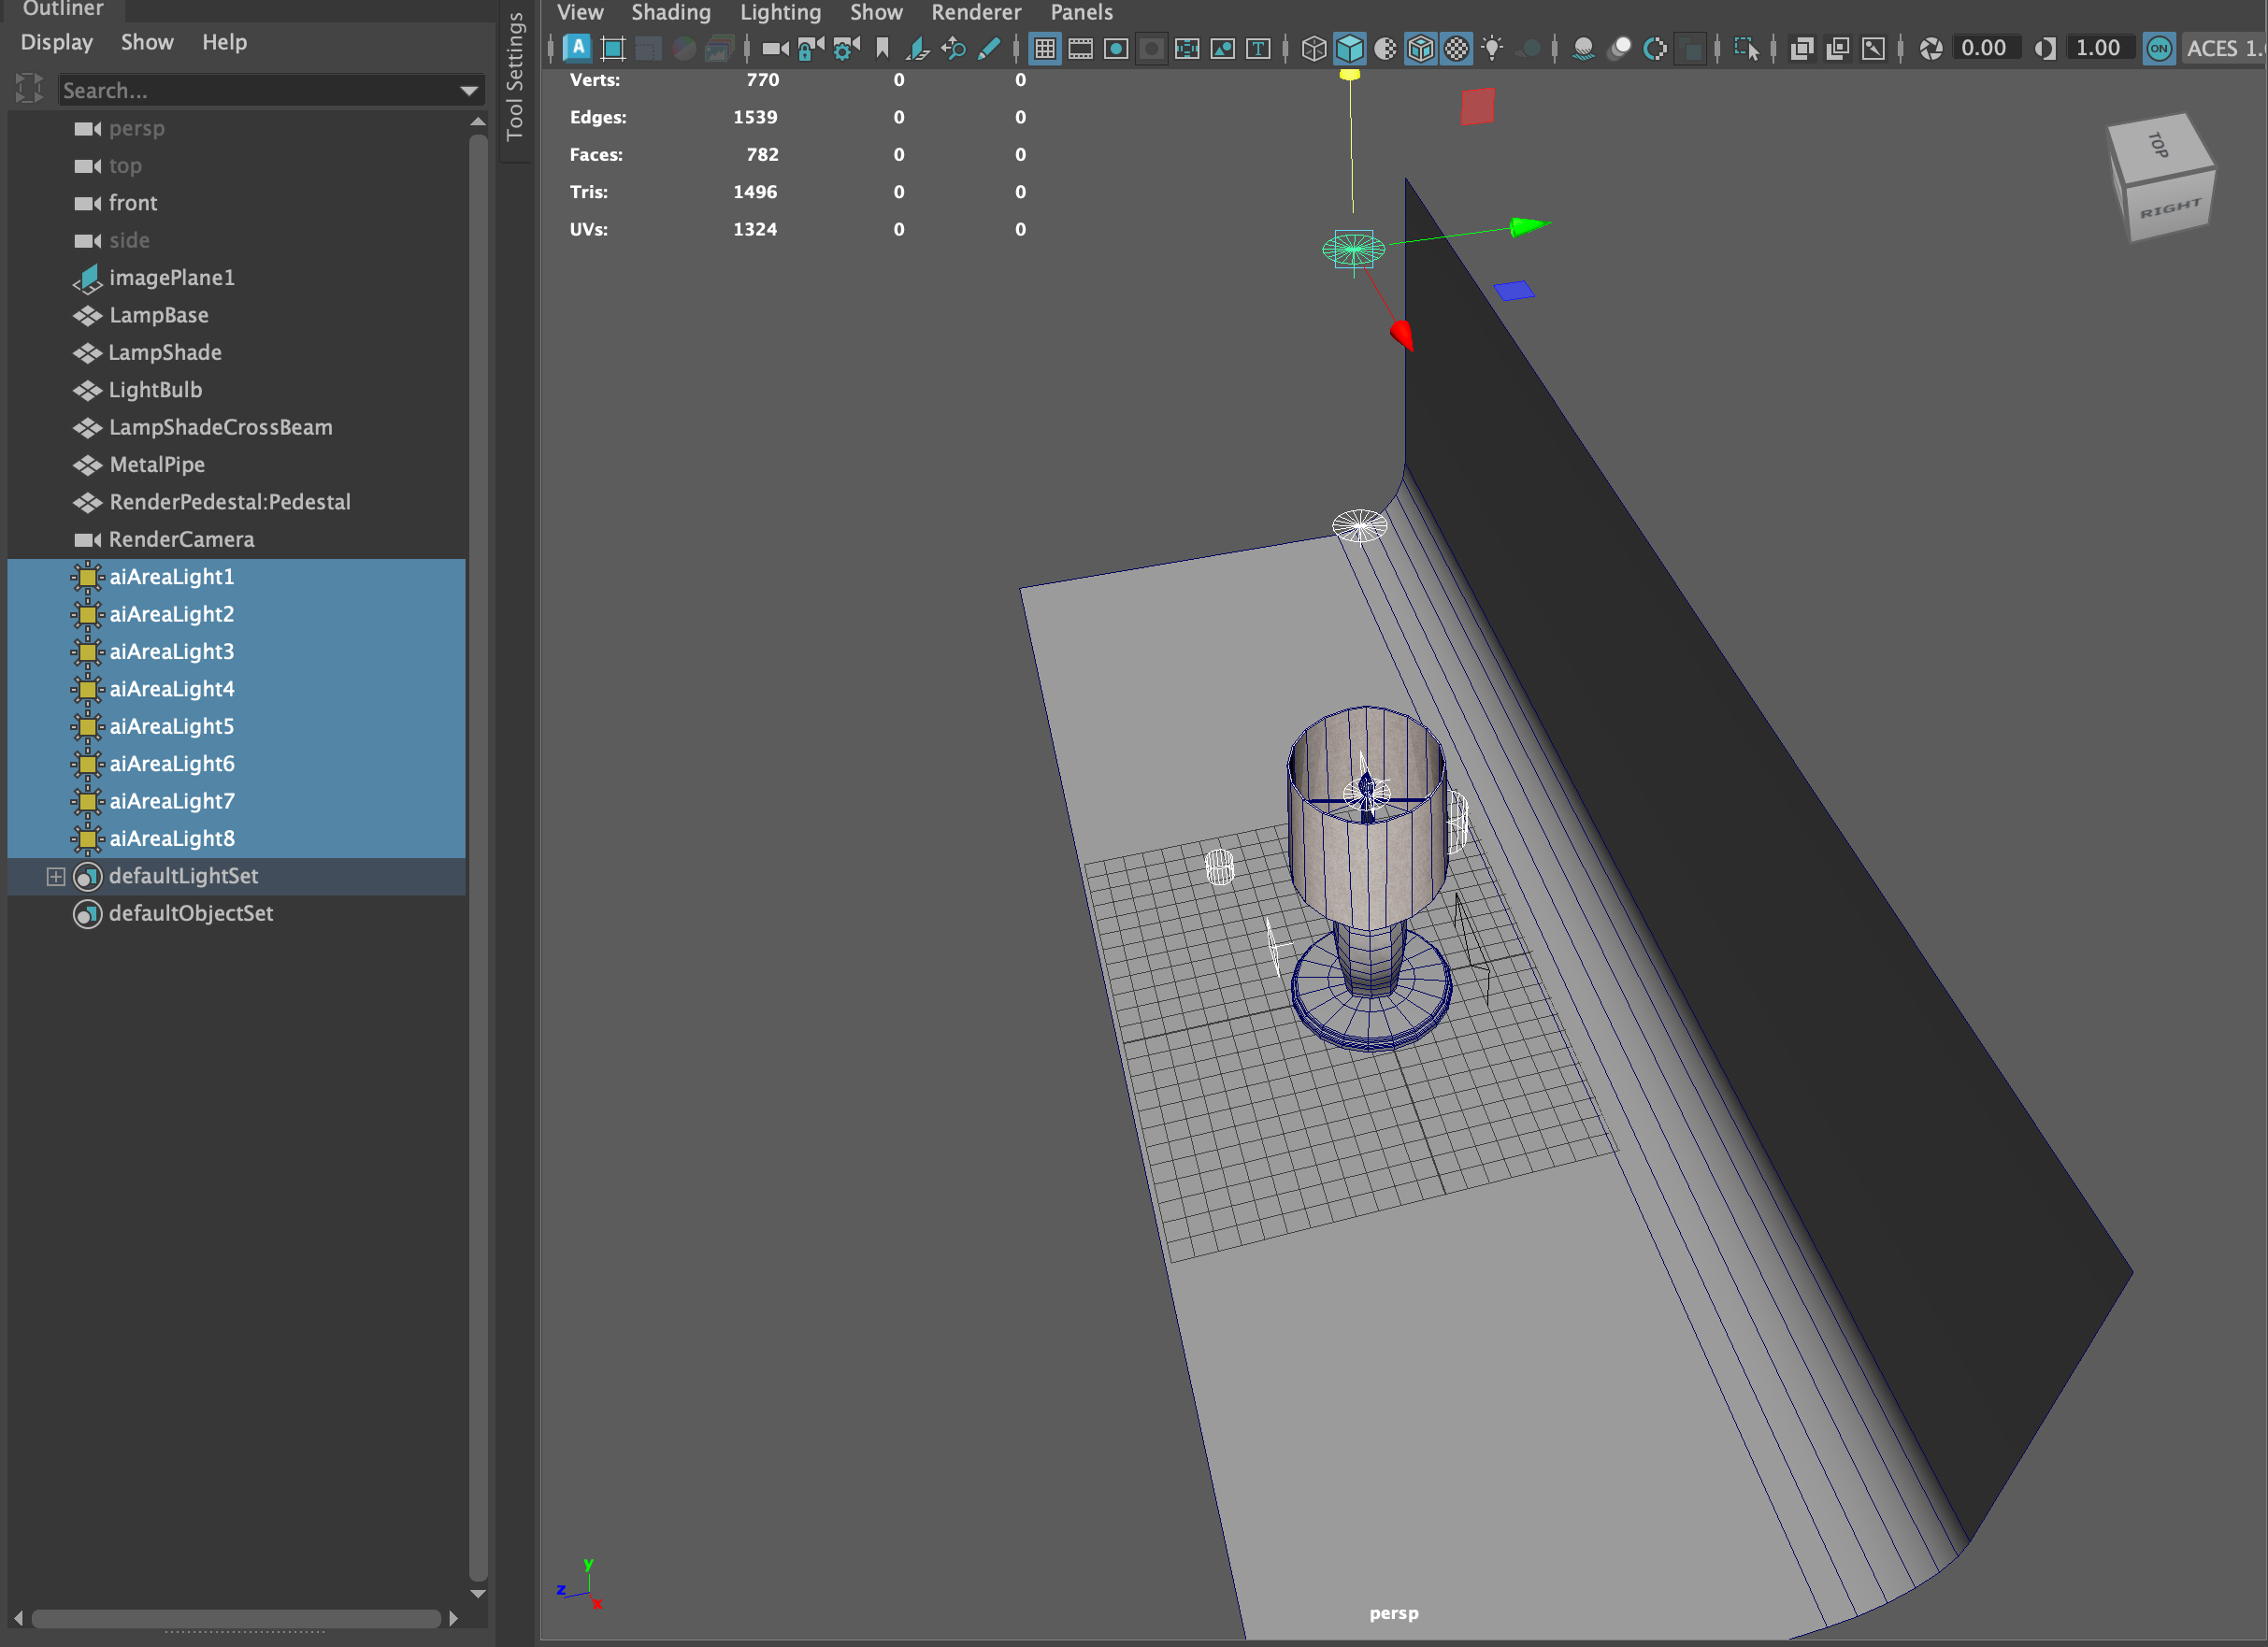 Outliner
Display Show Help
Search...
persp
top
front
side
imagePlane1
LampBase
LampShade
LightBulb
LampShadeCrossBeam
MetalPipe
RenderPedestal:Pedestal
RenderCamera
aiAreaLight1
aiAreaLight2
aiAreaLight3
aiAreaLight4
aiAreaLight5
aiAreaLight6
aiAreaLight7
aiAreaLight8
defaultLightSet
defaultObjectSet
Tool Settings
View Shading Lighting Show Renderer Panels
A T 0.00 1.00 ON ACES 1.
Verts: 770 0 0
Edges: 1539 0 0
Faces: 782 0 0
Tris: 1496 0 0
UVs: 1324 0 0
TOP
RIGHT
y
z
x
persp